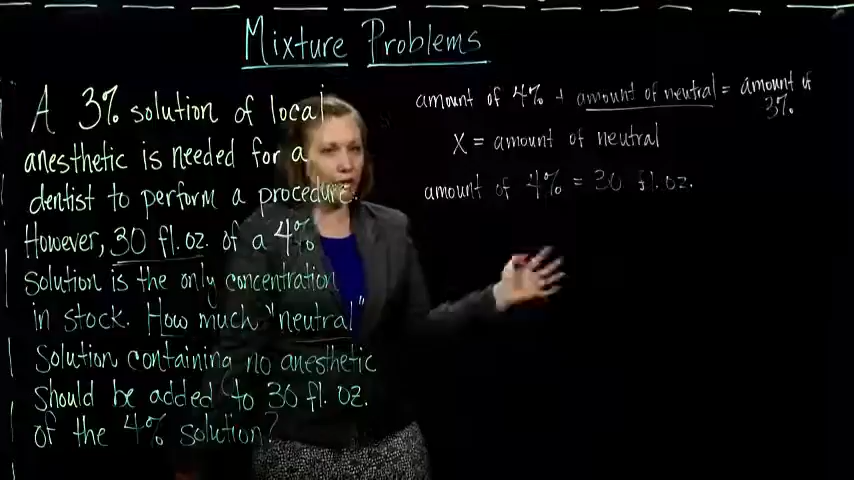 Mixture Problems
A 3% solution of local
anesthetic is needed for a
dentist to perform a procedure.
However, 30 fl. oz. of a 4%
solution is the only concentration
in stock. How much "neutral"
solution containing no anesthetic
should be added to 30 fl. oz.
of the 4% solution?
amount of 4% + amount of neutral = amount of
3%
x = amount of neutral
amount of 4% = 30 fl. oz.